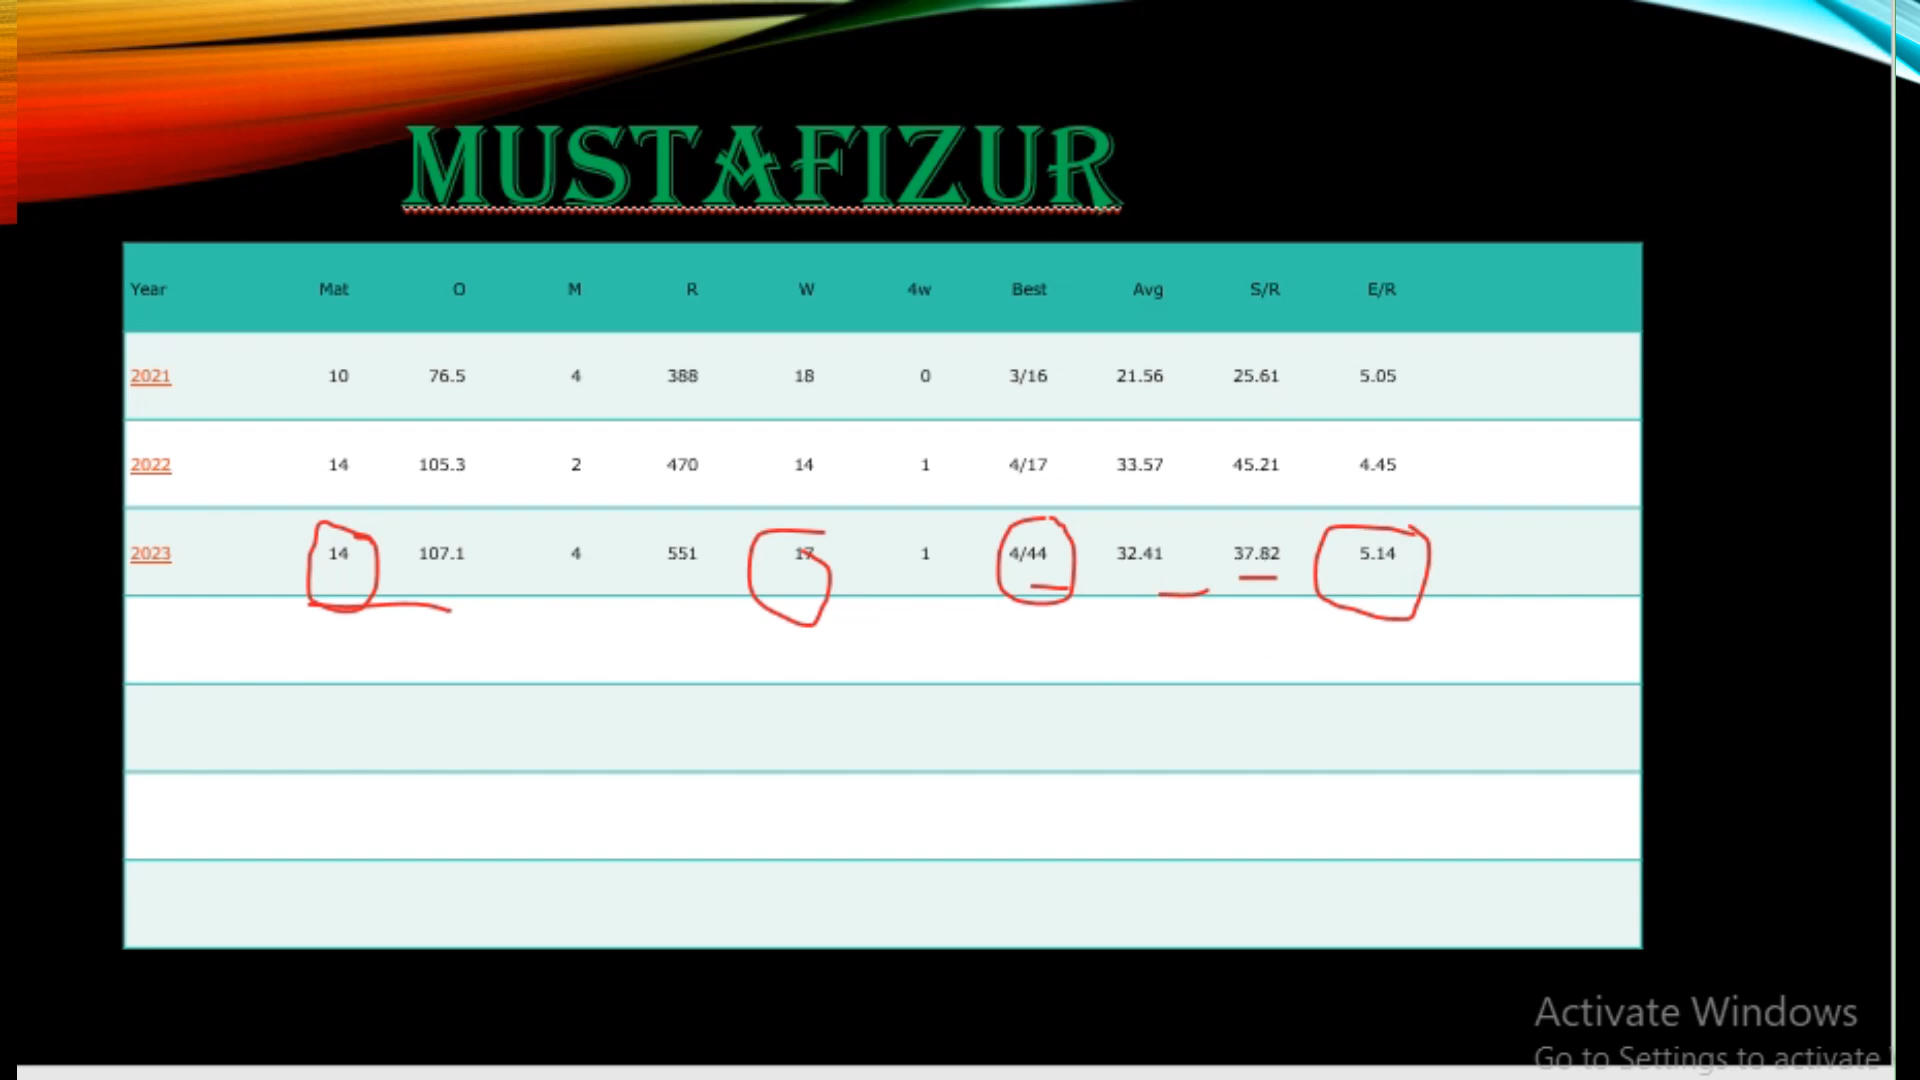 MUSTAFIZUR
Year Mat O M R W 4w Best Avg S/R E/R
2021 10 76.5 4 388 18 0 3/16 21.56 25.61 5.05
2022 14 105.3 2 470 14 1 4/17 33.57 45.21 4.45
2023 14 107.1 4 551 17 1 4/44 32.41 37.82 5.14
Activate Windows
Go to Settings to activate